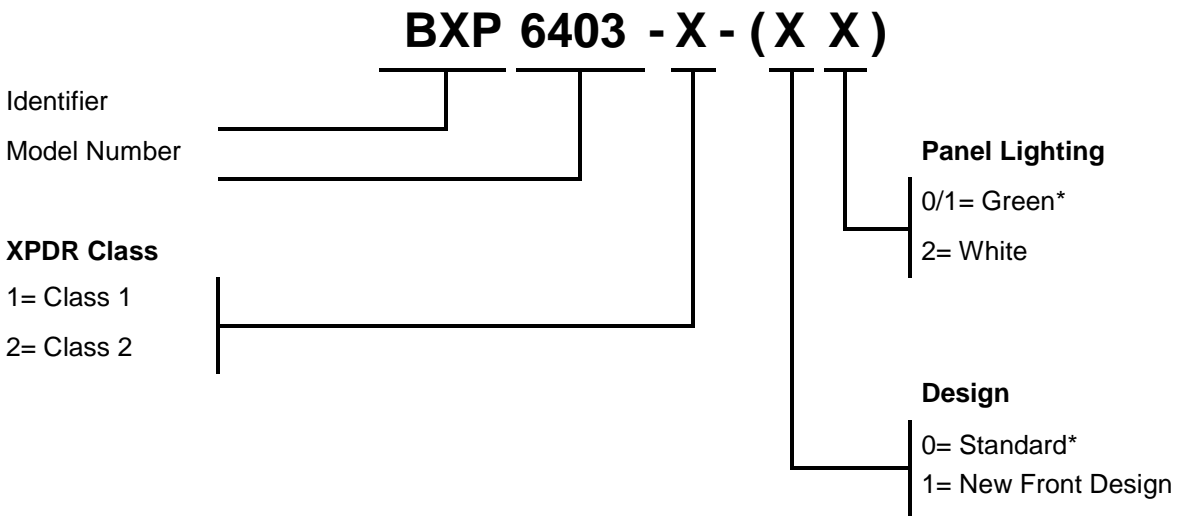 BXP 6403 - X - ( X X )
Identifier
Model Number
XPDR Class
1= Class 1
2= Class 2
Panel Lighting
0/1= Green*
2= White
Design
0= Standard*
1= New Front Design